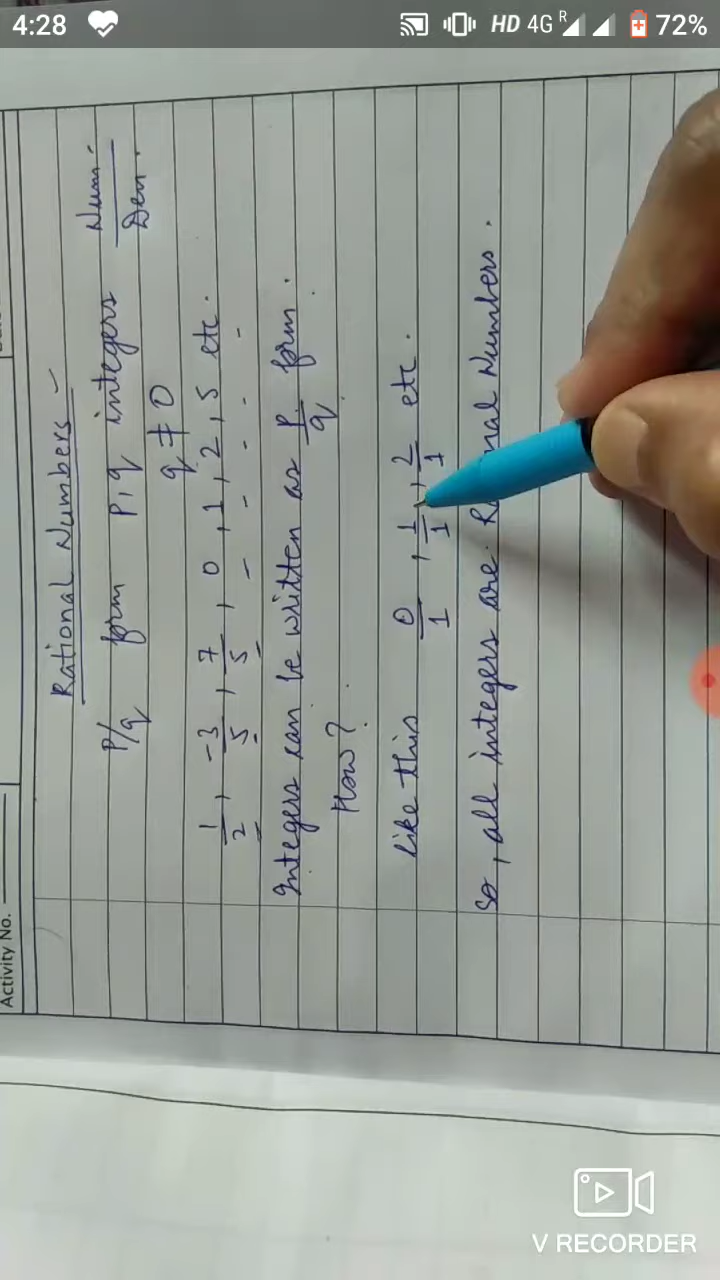 4:28 HD 4G R 72%
Activity No.
Rational Numbers -
P/q form P, q integers Num. / Den.
q ≠ 0
1/2, -3/5, 7/5, 0, 1, 2, 5 etc.
Integers can be written as P/q form.
How?
like this 0/1, 1/1, 2/1 etc.
So, all integers are Numbers.
V RECORDER